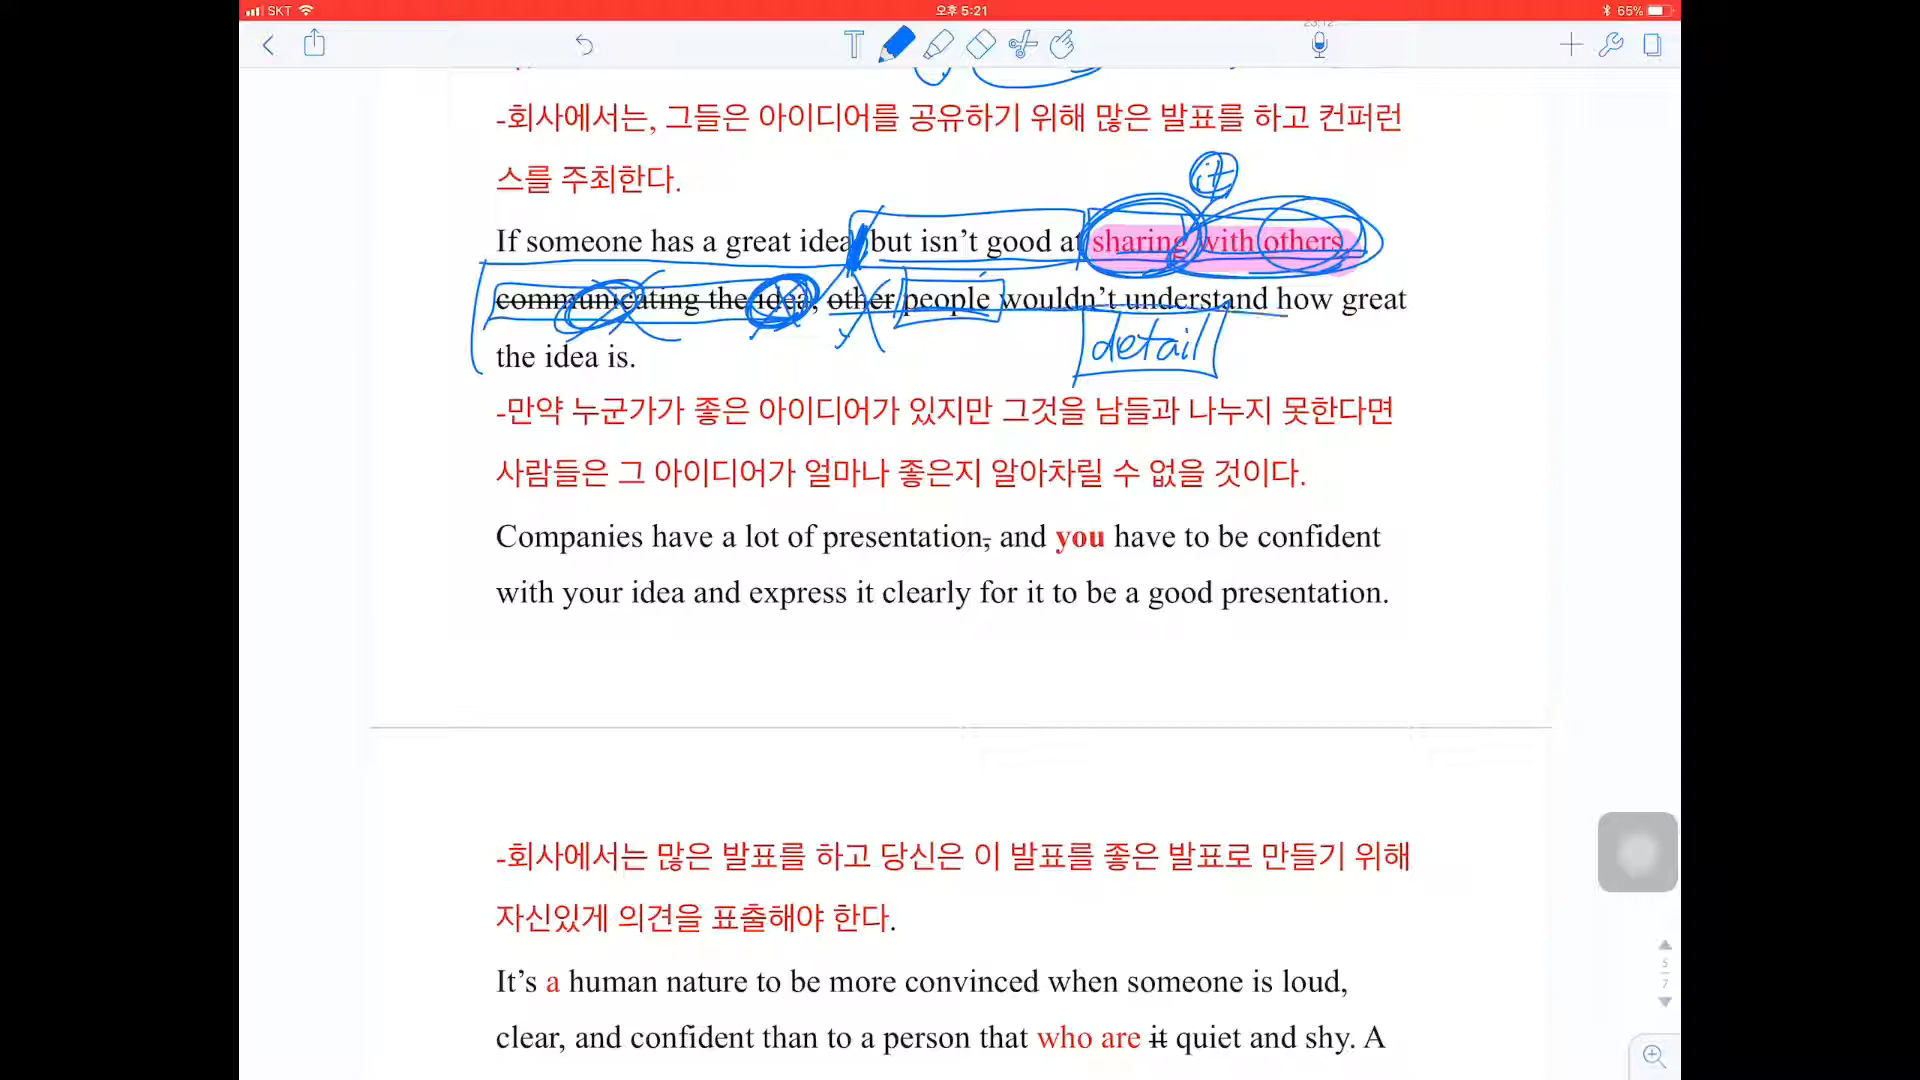 SKT 오후 5:21 65%
-회사에서는, 그들은 아이디어를 공유하기 위해 많은 발표를 하고 컨퍼런
스를 주최한다.
it
If someone has a great idea, but isn’t good at sharing with others.
communicating the idea, other people wouldn’t understand how great
detail
the idea is.
-만약 누군가가 좋은 아이디어가 있지만 그것을 남들과 나누지 못한다면
사람들은 그 아이디어가 얼마나 좋은지 알아차릴 수 없을 것이다.
Companies have a lot of presentation, and you have to be confident
with your idea and express it clearly for it to be a good presentation.
-회사에서는 많은 발표를 하고 당신은 이 발표를 좋은 발표로 만들기 위해
자신있게 의견을 표출해야 한다.
It’s a human nature to be more convinced when someone is loud,
clear, and confident than to a person that who are it quiet and shy. A
5
7